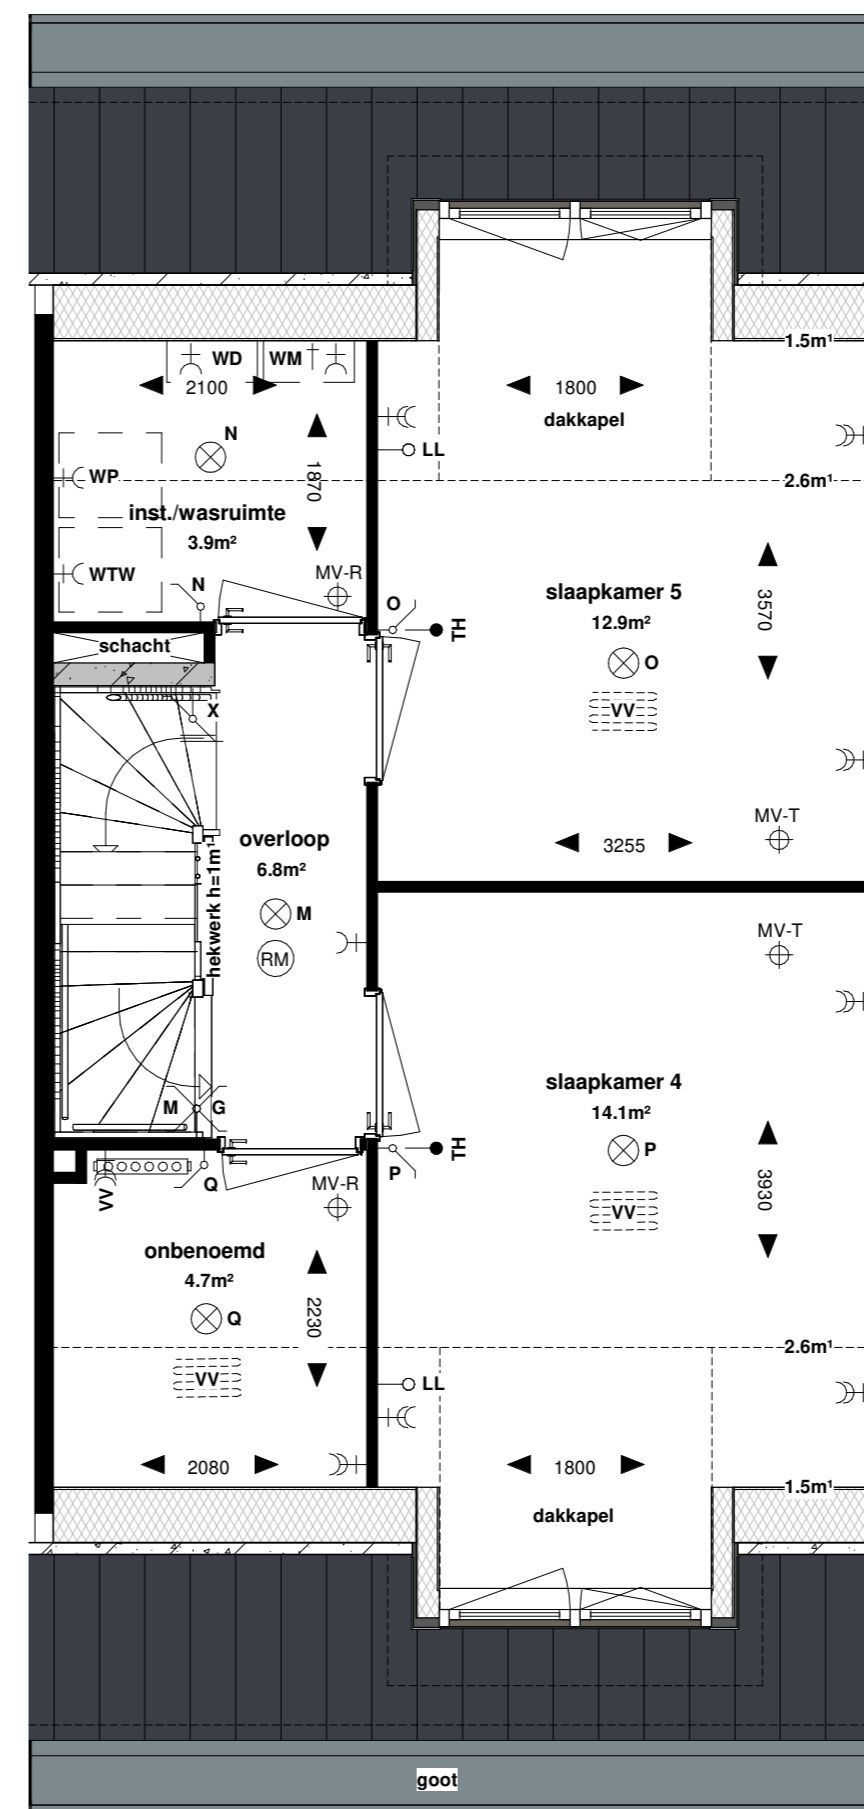 1.5m¹
WD
WM
2100
1800
dakkapel
N
LL
WP
1870
2.6m¹
inst./wasruimte
3.9m²
WTW
MV-R
N
O
TH
slaapkamer 5
12.9m²
3570
schacht
O
VV
X
MV-T
overloop
6.8m²
3255
hekwerk h=1m¹
M
RM
MV-T
slaapkamer 4
14.1m²
M
G
P
TH
P
VV
Q
MV-R
3930
VV
onbenoemd
4.7m²
2230
Q
2.6m¹
VV
LL
2080
1800
1.5m¹
dakkapel
goot